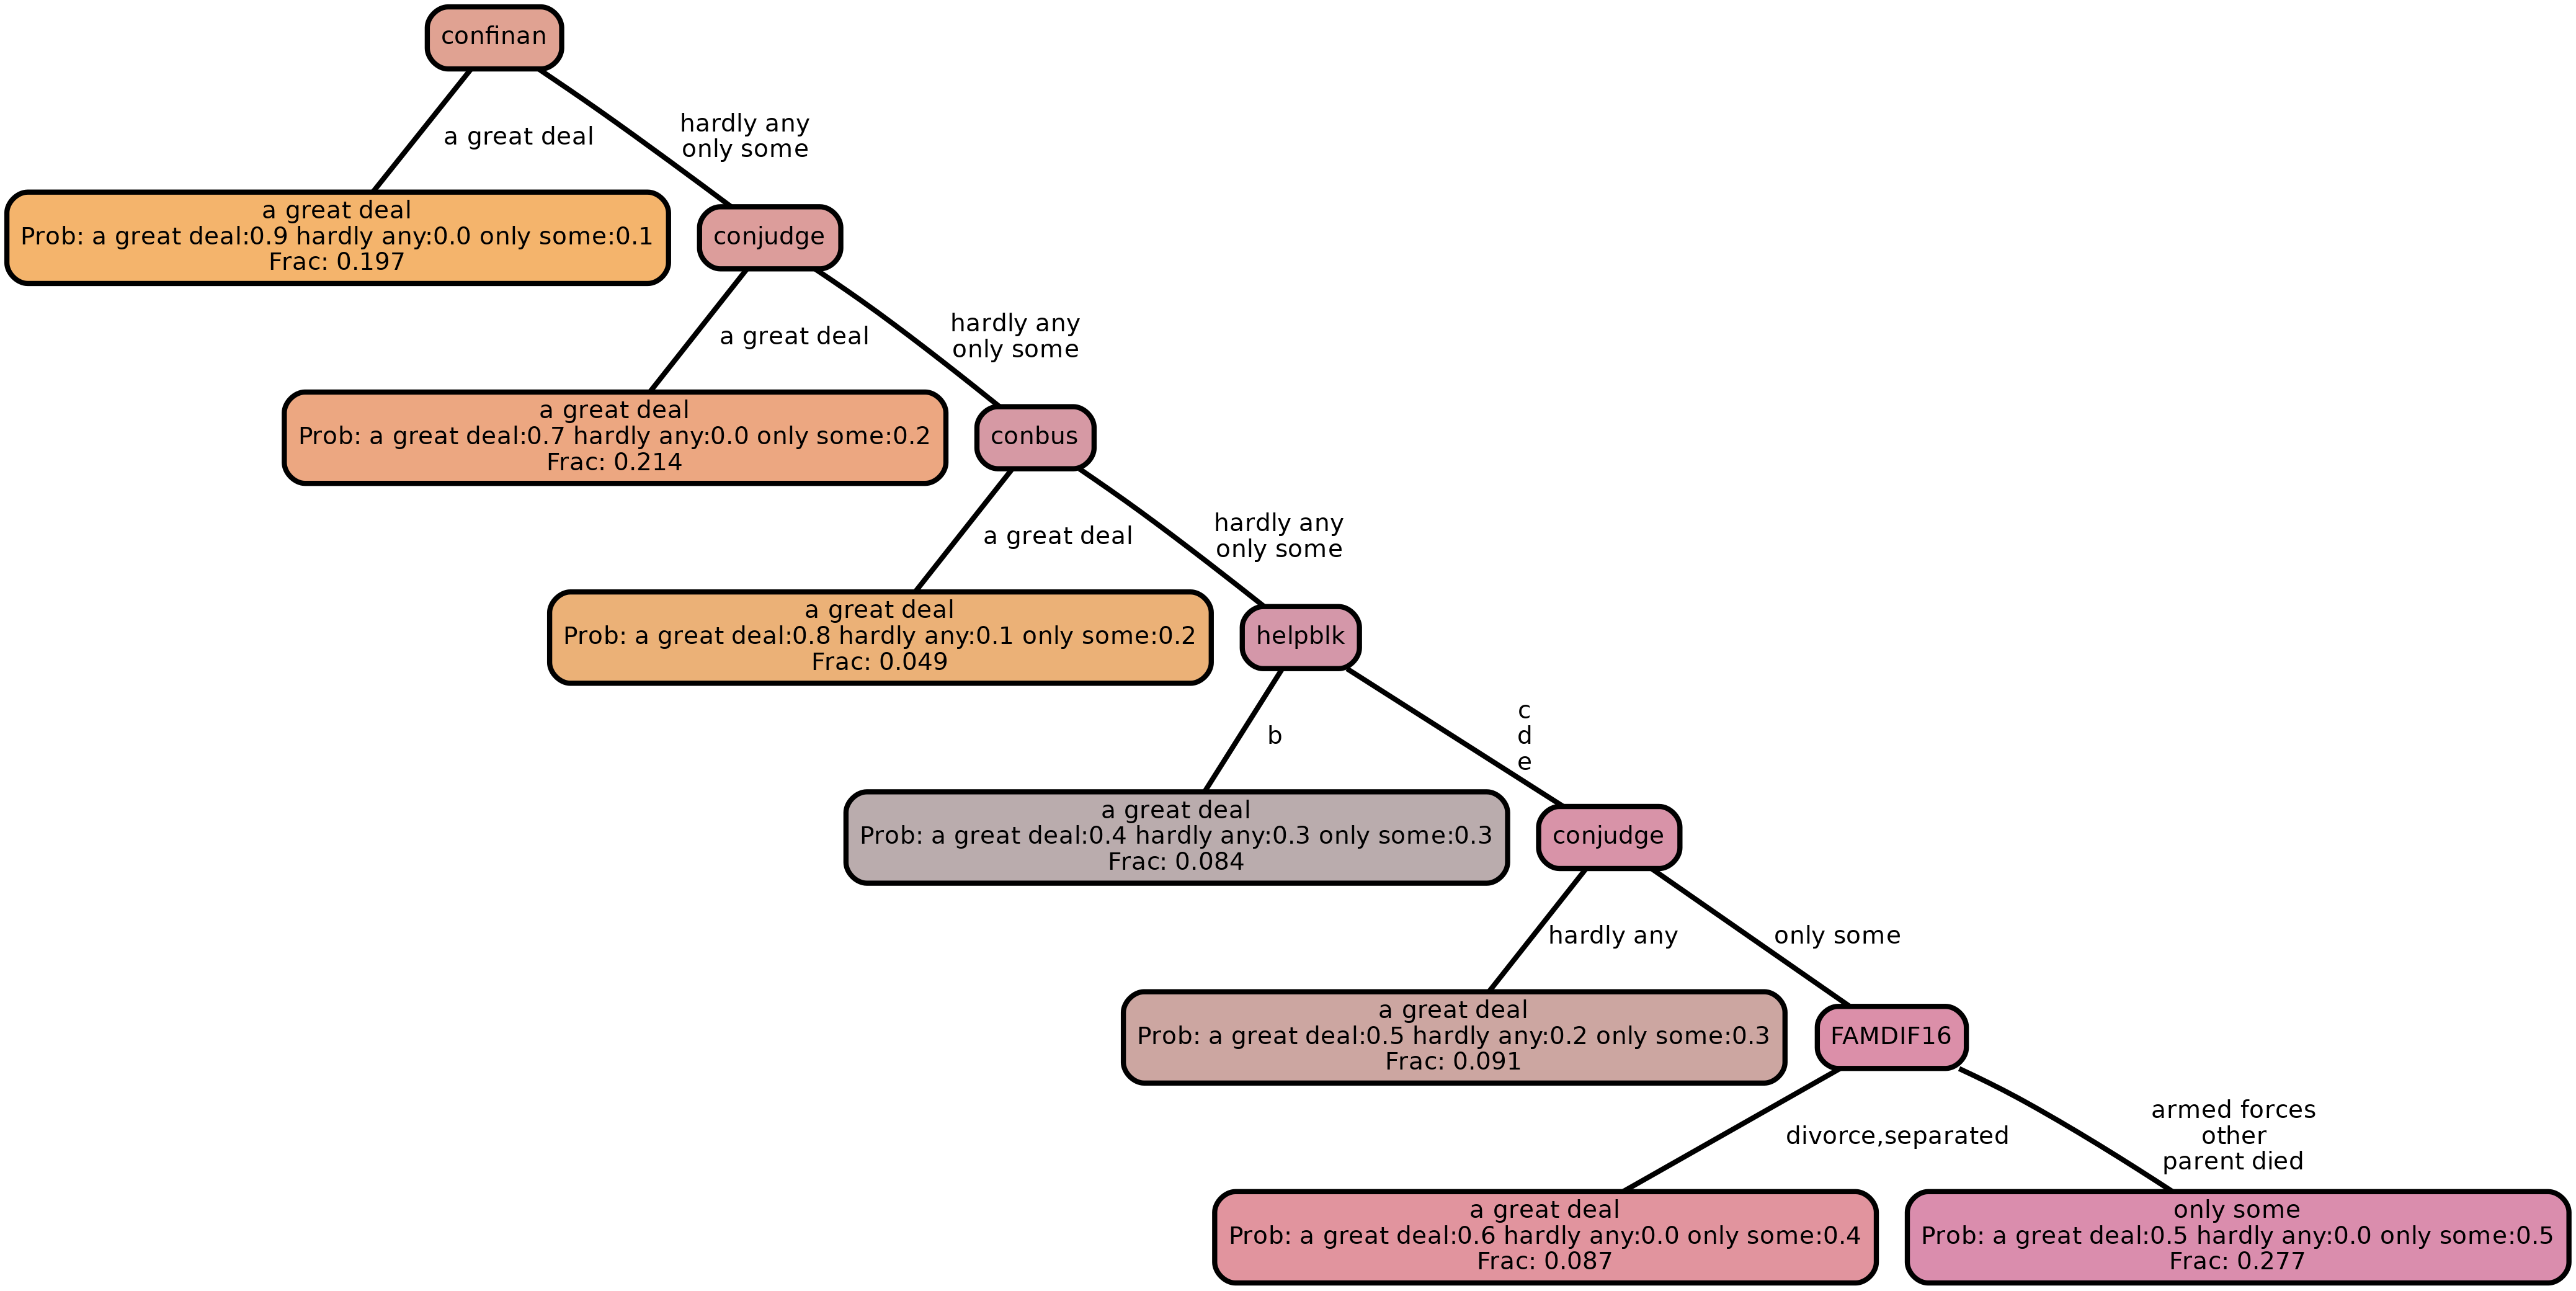 confinan
a great deal
hardly any
only some
a great deal
Prob: a great deal:0.9 hardly any:0.0 only some:0.1
Frac: 0.197
conjudge
a great deal
hardly any
only some
a great deal
Prob: a great deal:0.7 hardly any:0.0 only some:0.2
Frac: 0.214
conbus
a great deal
hardly any
only some
a great deal
Prob: a great deal:0.8 hardly any:0.1 only some:0.2
Frac: 0.049
helpblk
b
c
d
e
a great deal
Prob: a great deal:0.4 hardly any:0.3 only some:0.3
Frac: 0.084
conjudge
hardly any
only some
a great deal
Prob: a great deal:0.5 hardly any:0.2 only some:0.3
Frac: 0.091
FAMDIF16
divorce,separated
armed forces
other
parent died
a great deal
Prob: a great deal:0.6 hardly any:0.0 only some:0.4
Frac: 0.087
only some
Prob: a great deal:0.5 hardly any:0.0 only some:0.5
Frac: 0.277